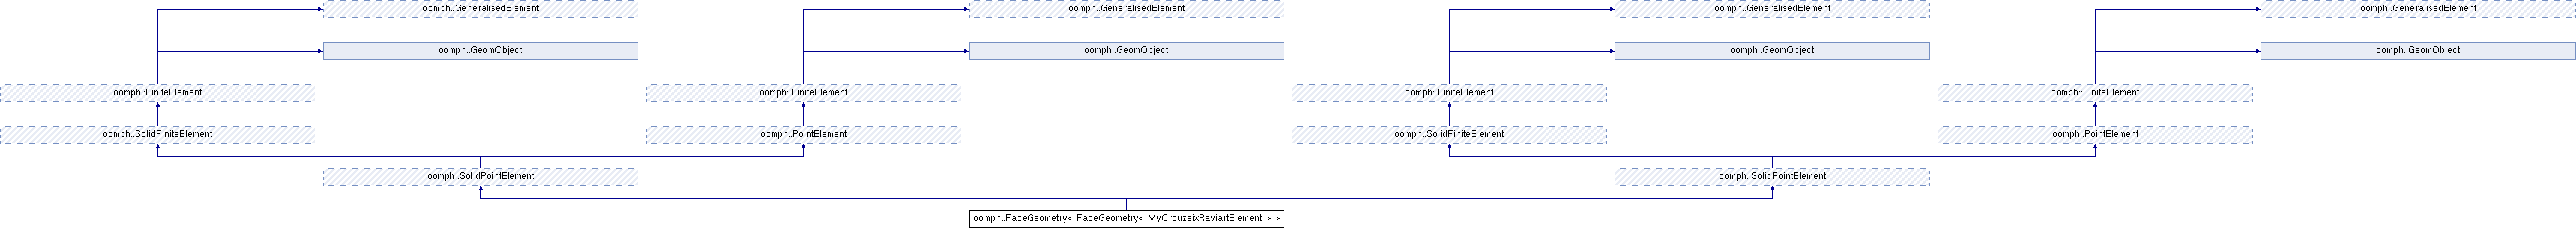 oomph::GeneralisedElement oomph::GeneralisedElement oomph::GeneralisedElement oomph::GeneralisedElement
oomph::GeomObject oomph::GeomObject oomph::GeomObject oomph::GeomObject
oomph::FiniteElement oomph::FiniteElement oomph::FiniteElement oomph::FiniteElement
oomph::SolidFiniteElement oomph::PointElement oomph::SolidFiniteElement oomph::PointElement
oomph::SolidPointElement oomph::SolidPointElement
oomph::FaceGeometry< FaceGeometry< MyCrouzeixRaviartElement > >